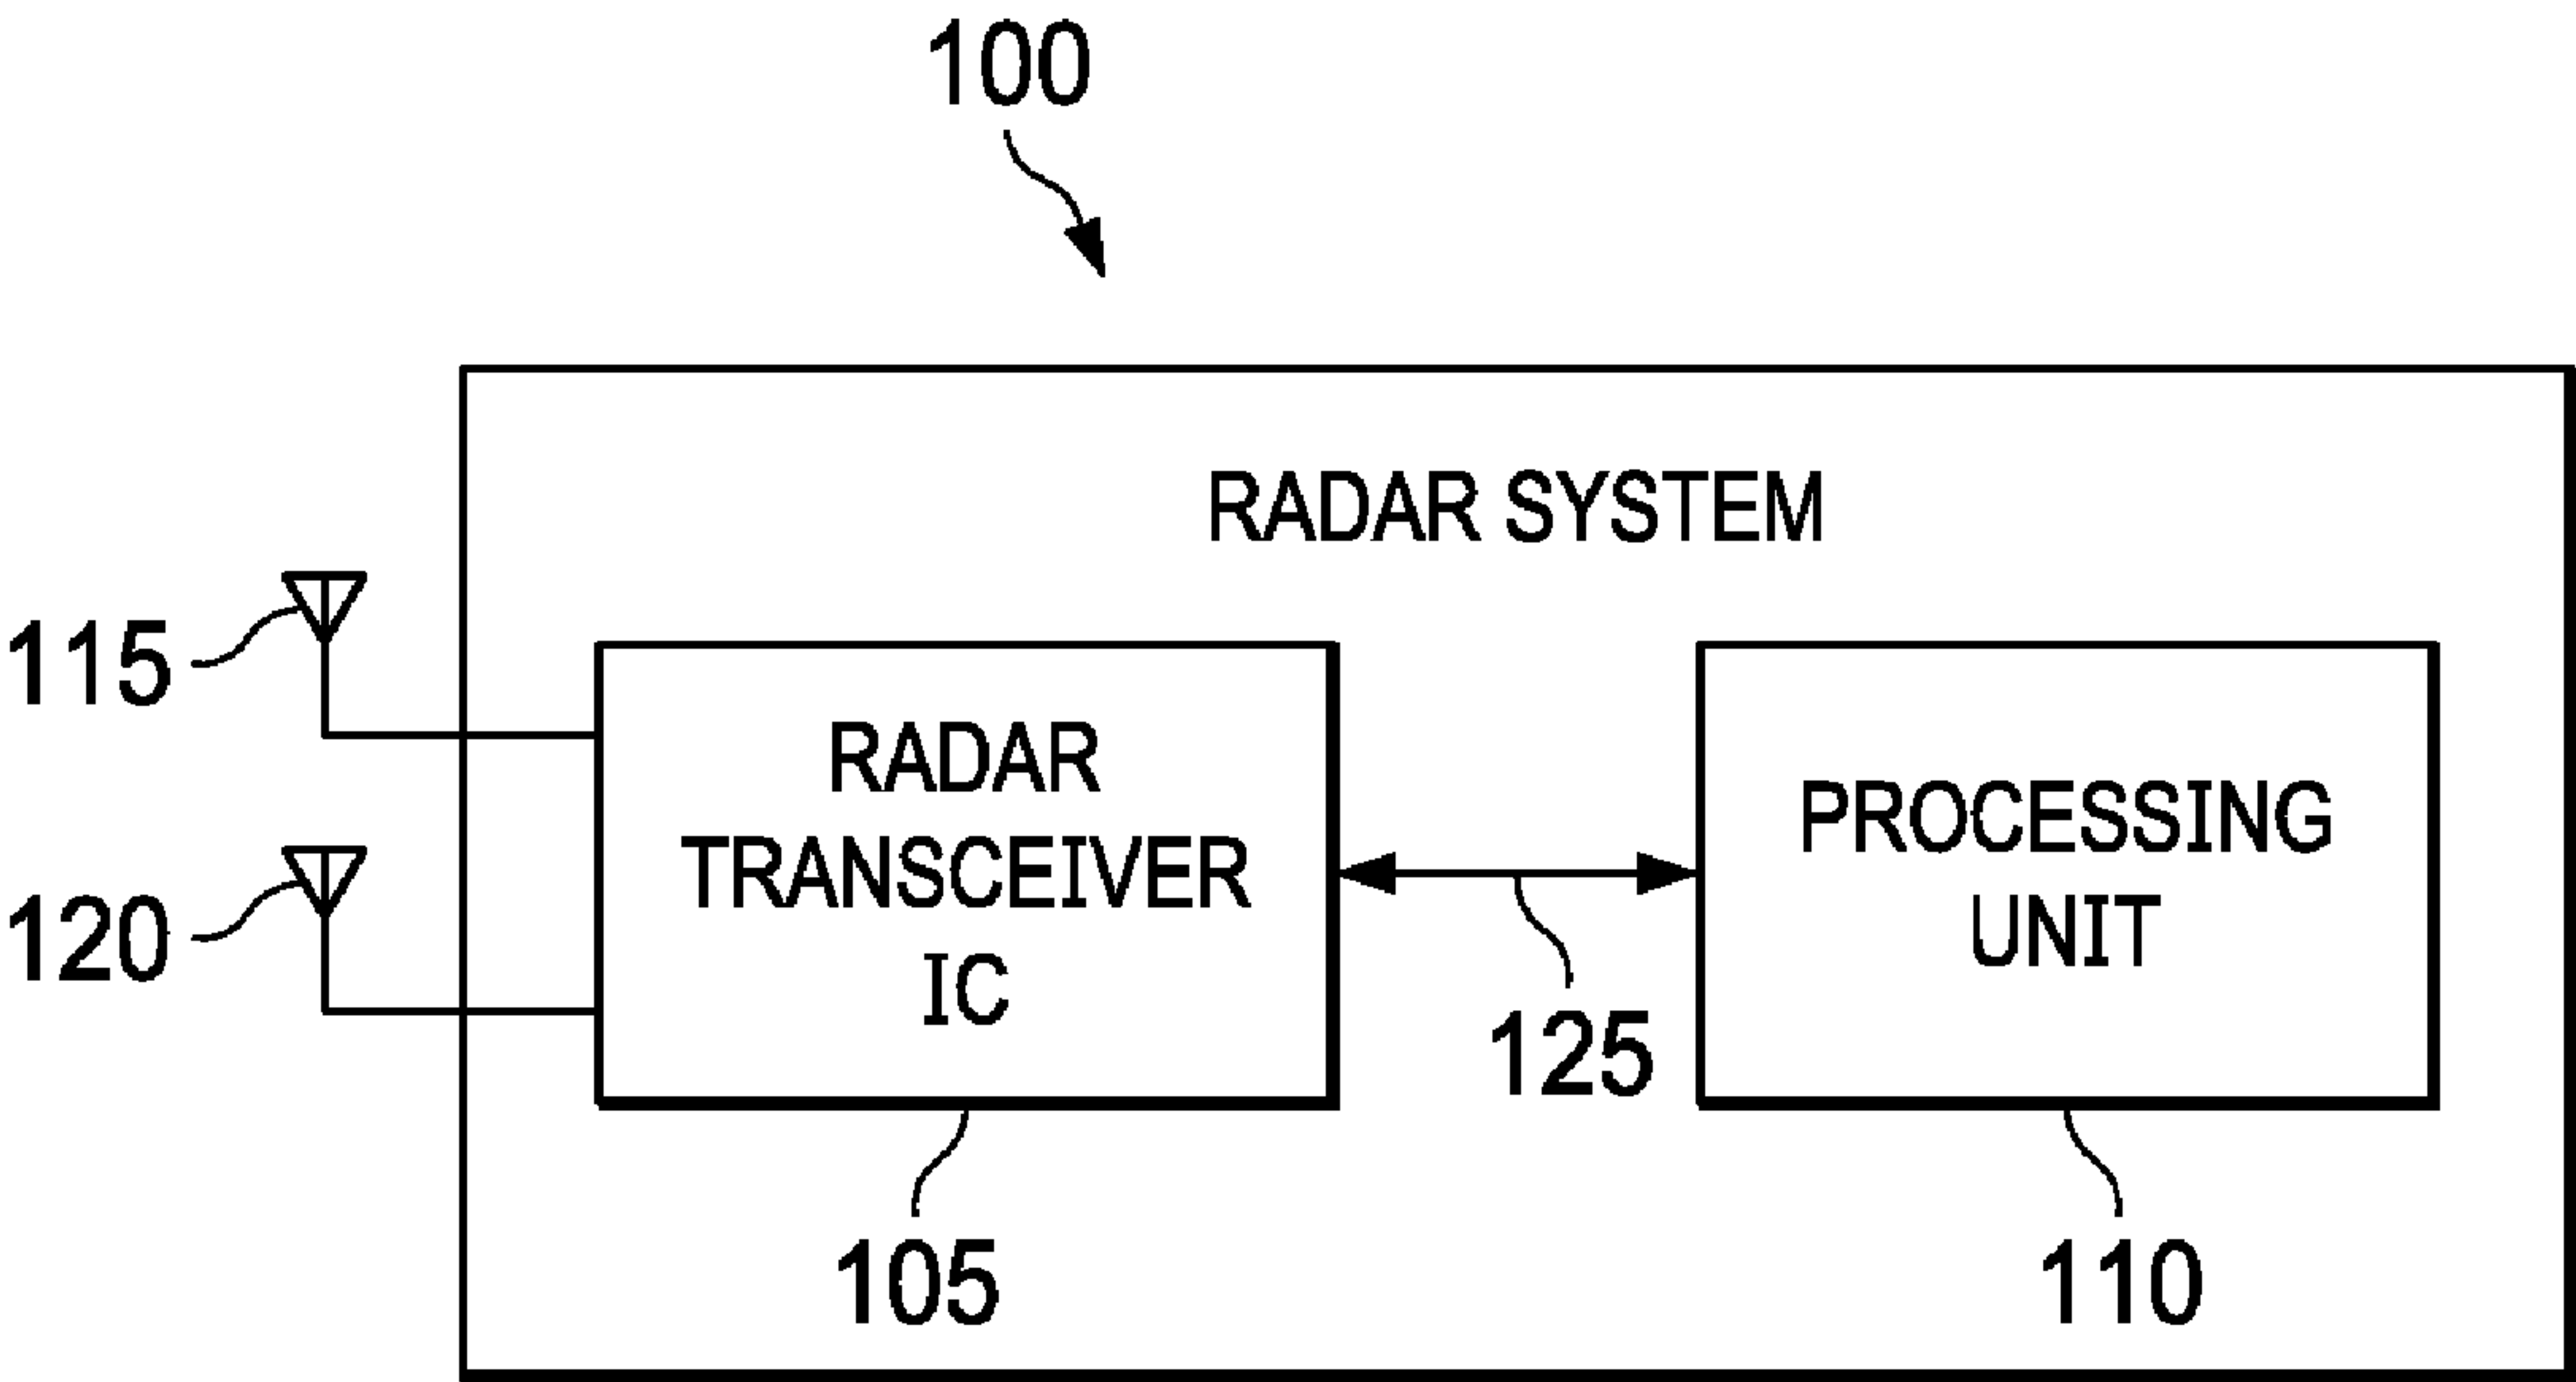 100
RADAR SYSTEM
115
RADAR
TRANSCEIVER
IC
120
PROCESSING
UNIT
125
105
110